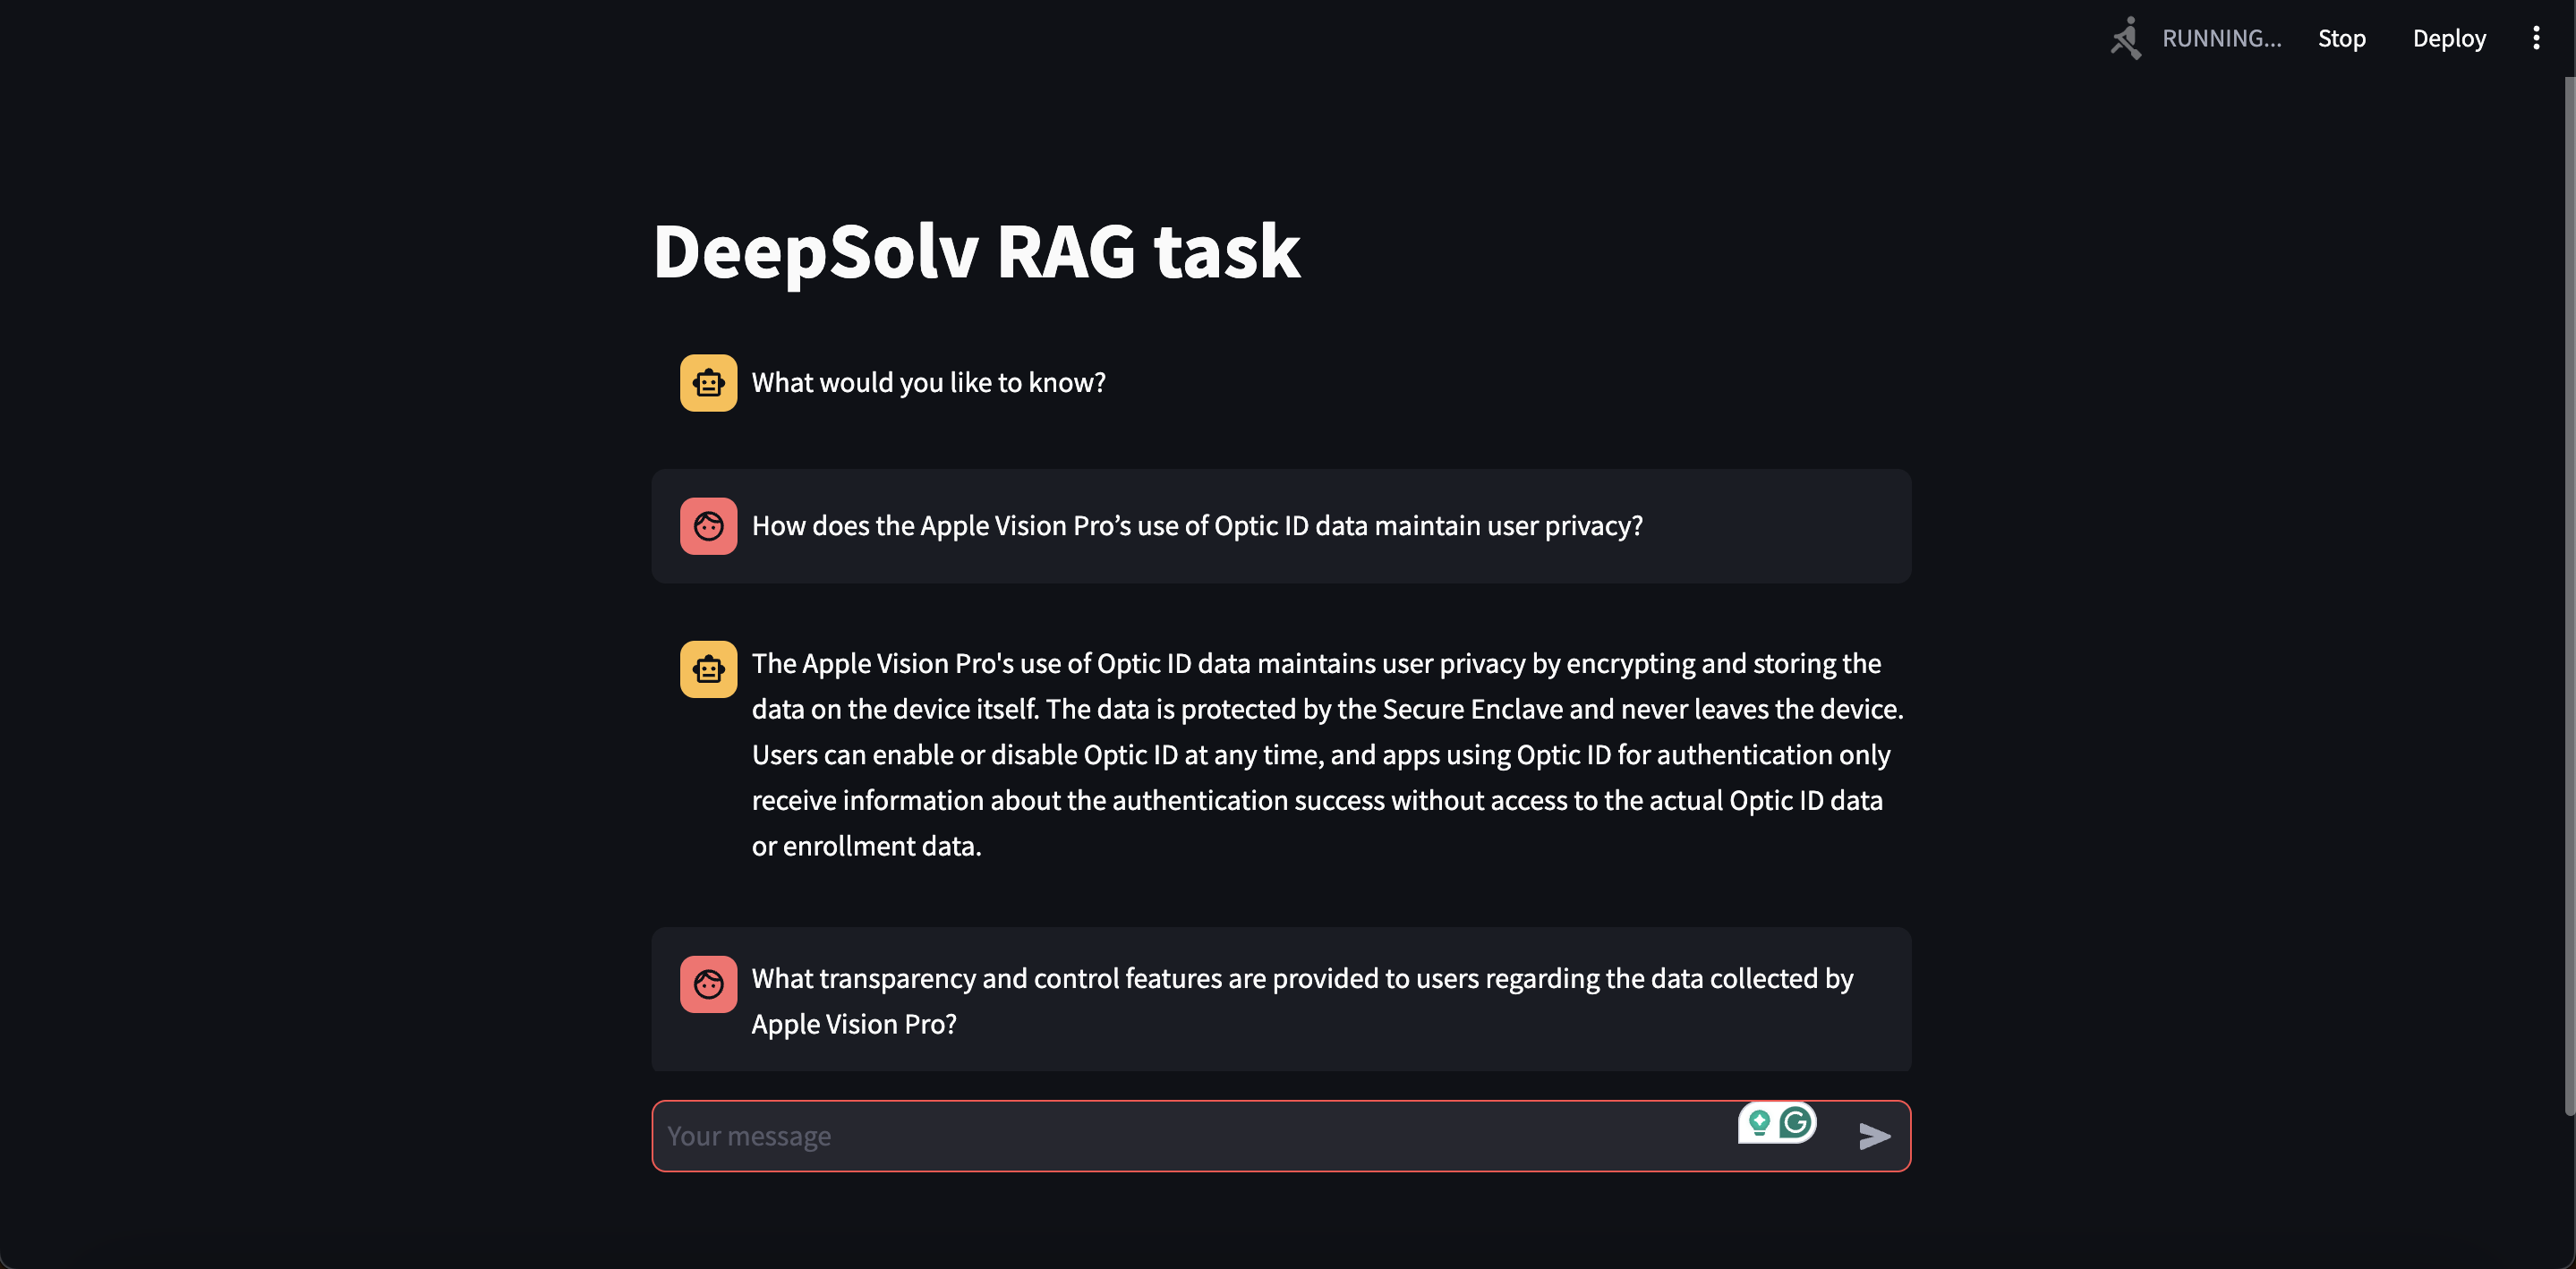 RUNNING...
Stop
Deploy
DeepSolv RAG task
What would you like to know?
How does the Apple Vision Pro’s use of Optic ID data maintain user privacy?
The Apple Vision Pro's use of Optic ID data maintains user privacy by encrypting and storing the
data on the device itself. The data is protected by the Secure Enclave and never leaves the device.
Users can enable or disable Optic ID at any time, and apps using Optic ID for authentication only
receive information about the authentication success without access to the actual Optic ID data
or enrollment data.
What transparency and control features are provided to users regarding the data collected by
Apple Vision Pro?
Your message